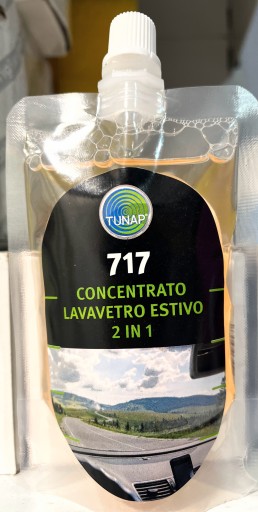 TUNAP®
717
CONCENTRATO
LAVAVETRO ESTIVO
2 IN 1